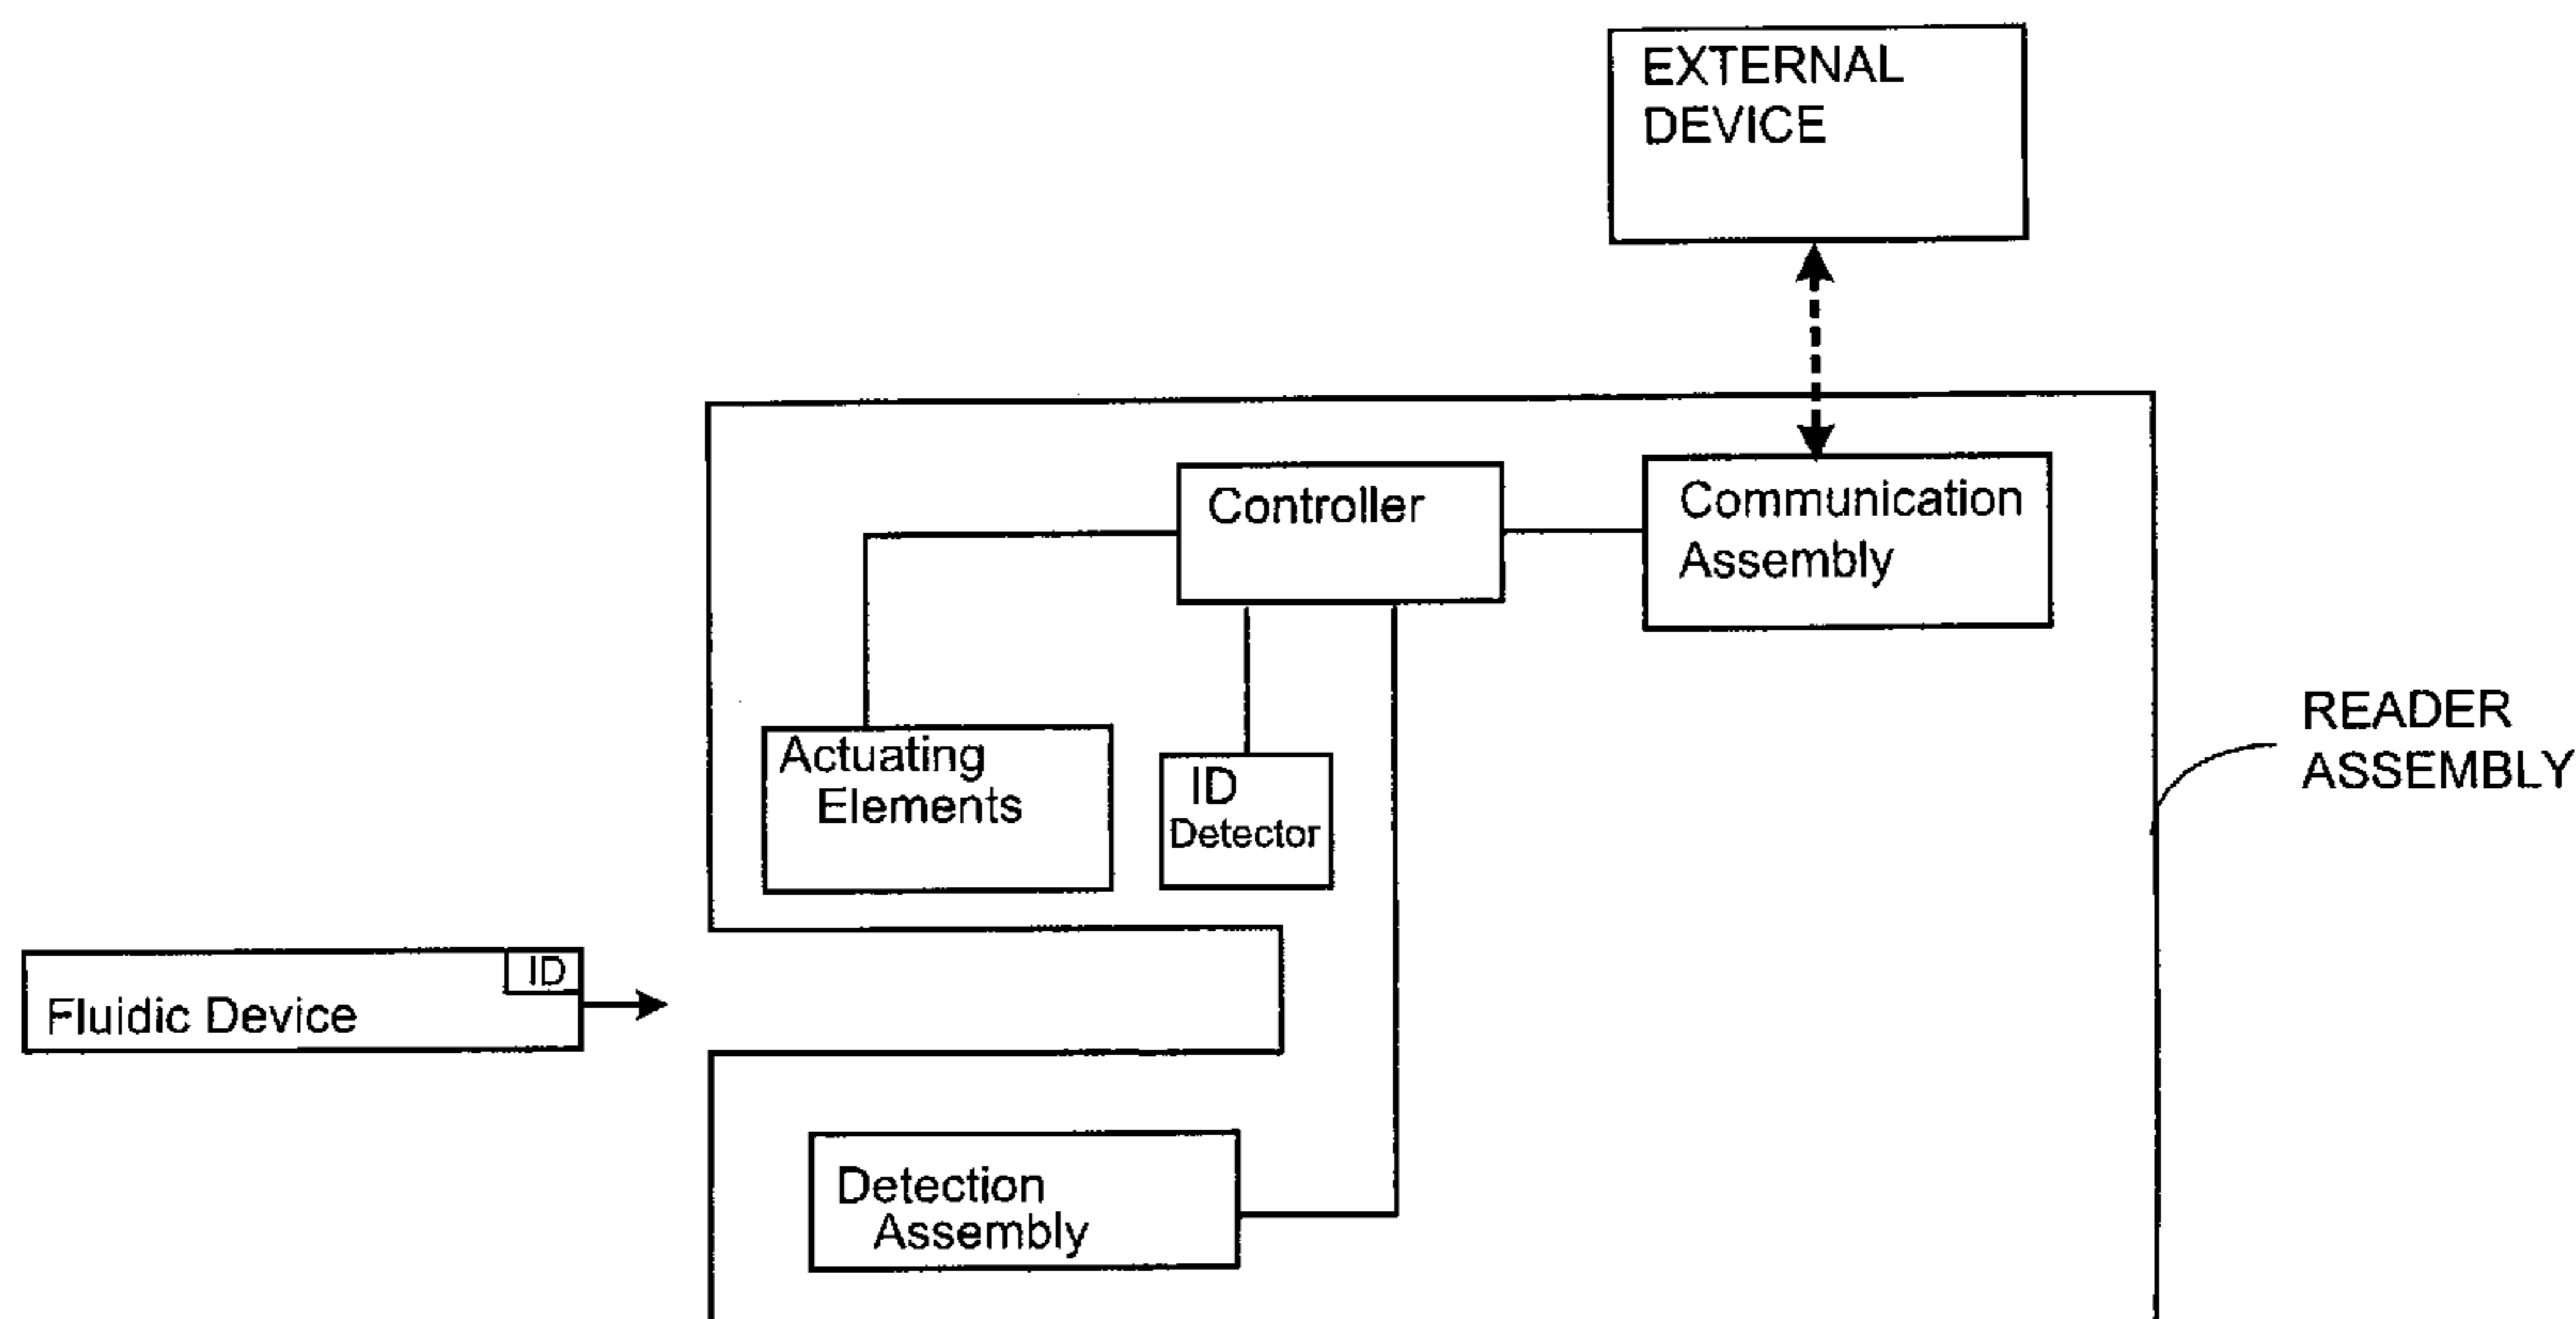 EXTERNAL
DEVICE
Controller
Communication
Assembly
READER
ASSEMBLY
Actuating
Elements
ID
Detector
ID
Fluidic Device
Detection
Assembly